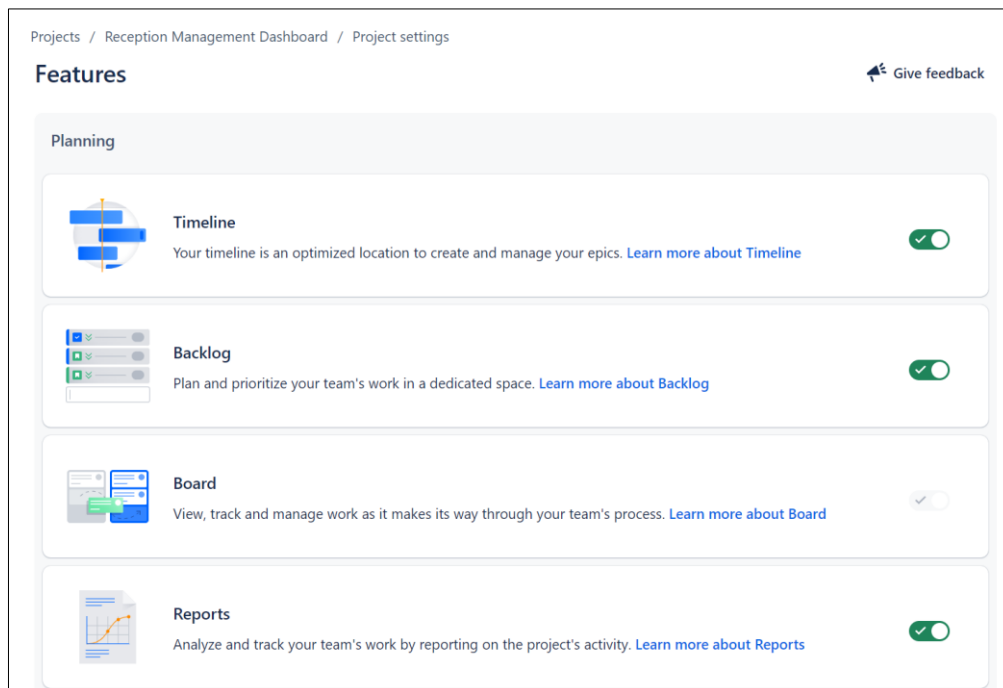 Projects / Reception Management Dashboard / Project settings
Features
Give feedback
Planning
Timeline
Your timeline is an optimized location to create and manage your epics. Learn more about Timeline
Backlog
Plan and prioritize your team's work in a dedicated space. Learn more about Backlog
Board
View, track and manage work as it makes its way through your team's process. Learn more about Board
Reports
Analyze and track your team's work by reporting on the project's activity. Learn more about Reports